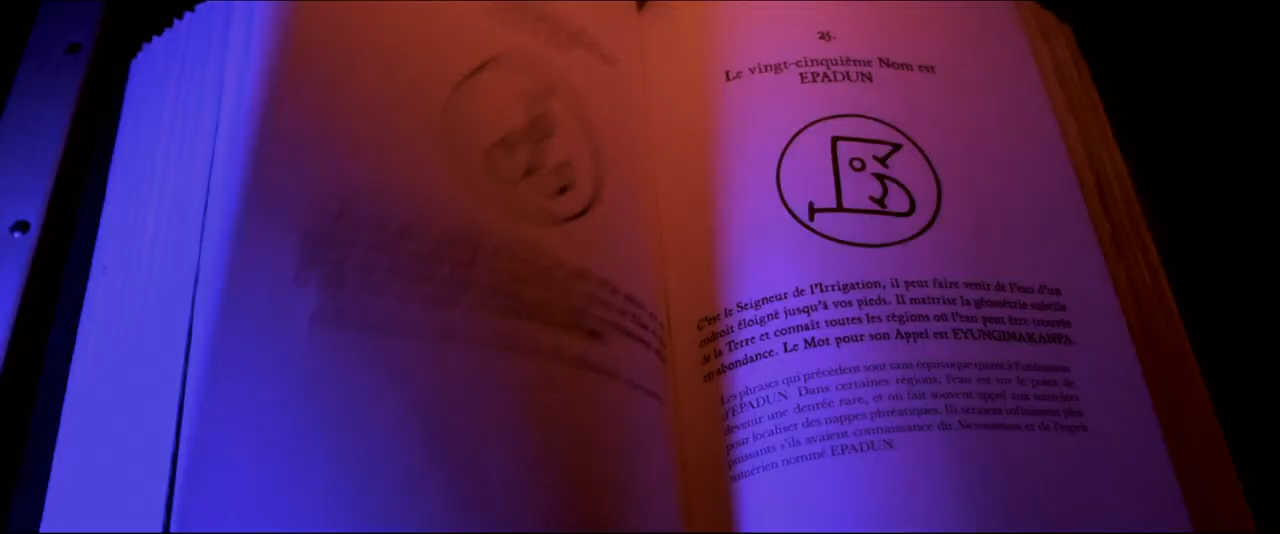 25.
Le vingt-cinquième Nom est
EPADUN
C'est le Seigneur de l'Irrigation, il peut faire venir de l'eau d'un
endroit éloigné jusqu'à vos pieds. Il maîtrise la géométrie subtile
de la Terre et connaît toutes les régions où l'eau peut être trouvée
en abondance. Le Mot pour son Appel est EYUNGINAKANPA.
Les phrases qui précèdent sont sans équivoque quant à l'utilisation
d'EPADUN. Dans certaines régions, l'eau est sur le point de
devenir une denrée rare, et on fait souvent appel aux sourciers
pour localiser des nappes phréatiques. Ils seraient infiniment plus
puissants s'ils avaient connaissance du Necronomicon et de l'esprit
sumérien nommé EPADUN.